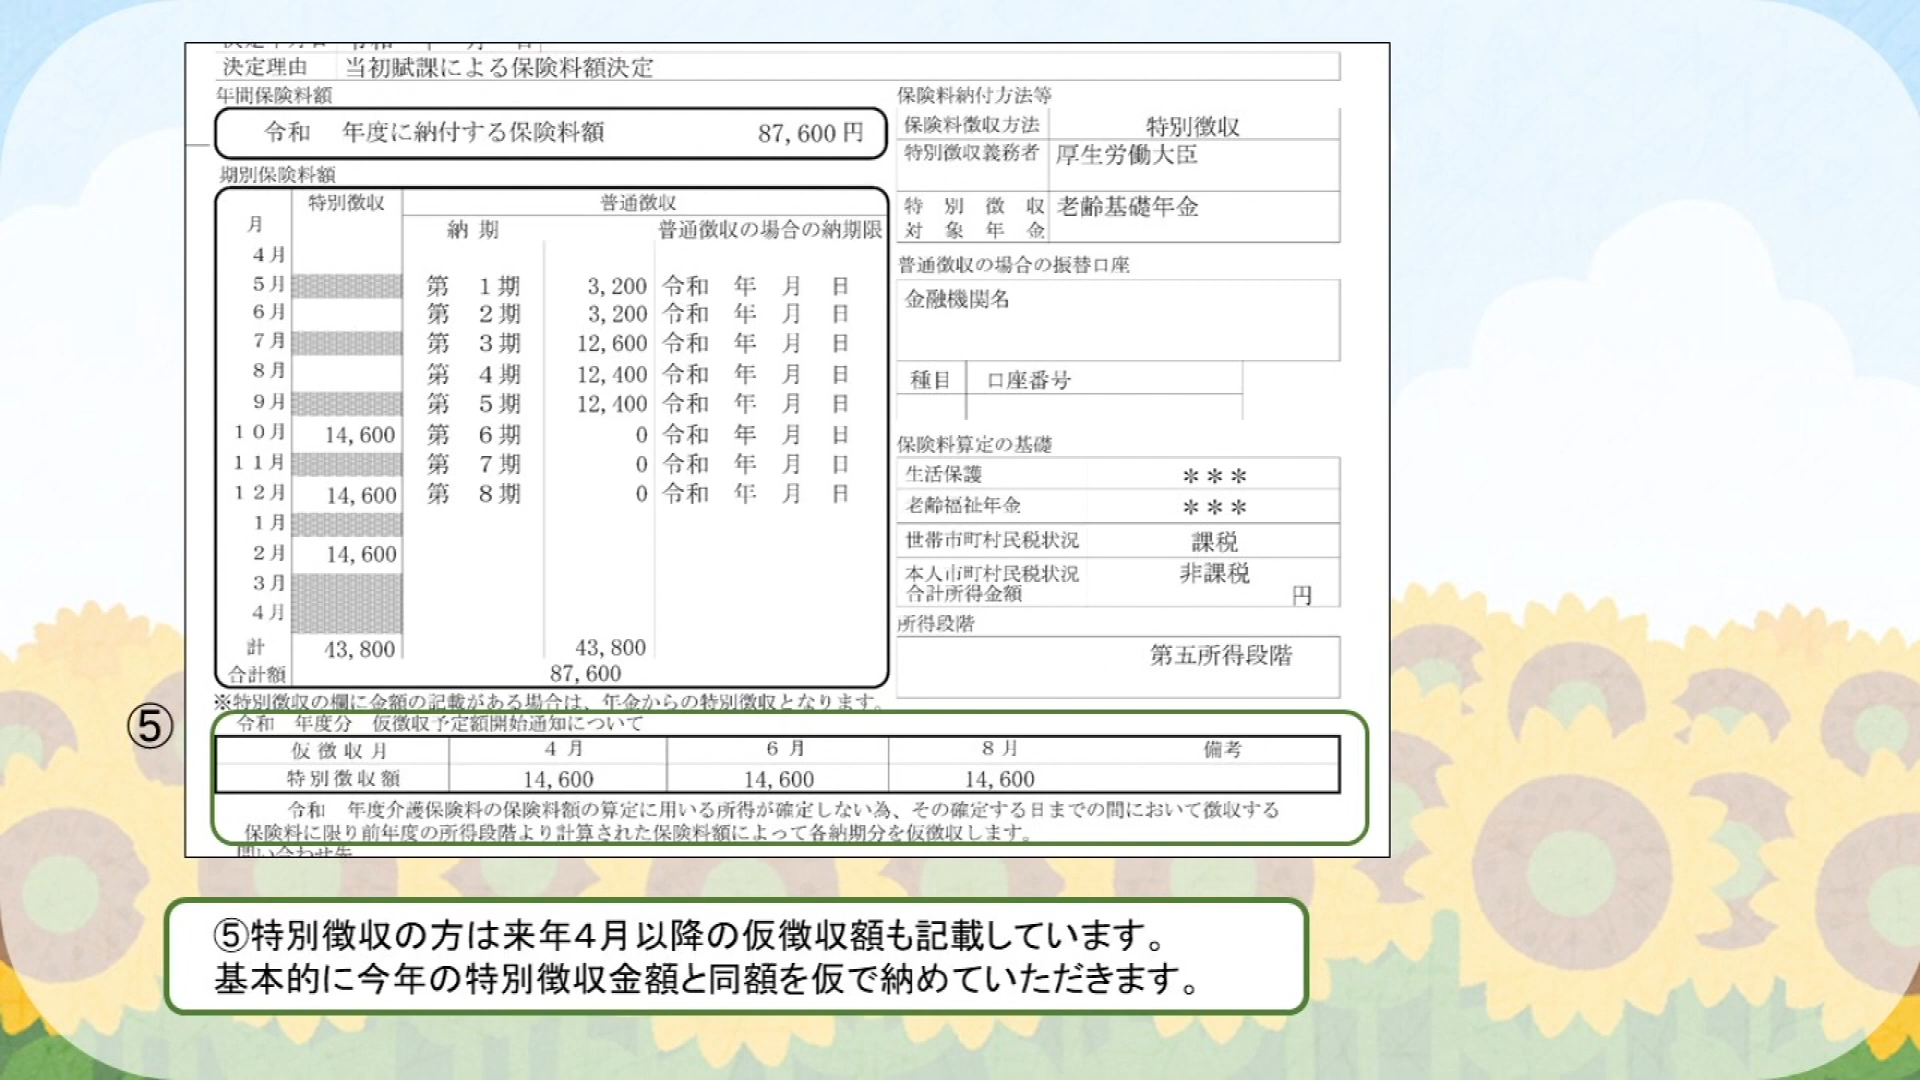 決定理由 当初賦課による保険料額決定
年間保険料額
令和 年度に納付する保険料額 87,600円
期別保険料額
特別徴収 普通徴収
月 納 期 普通徴収の場合の納期限
4月
5月 第 1期 3,200 令和 年 月 日
6月 第 2期 3,200 令和 年 月 日
7月 第 3期 12,600 令和 年 月 日
8月 第 4期 12,400 令和 年 月 日
9月 第 5期 12,400 令和 年 月 日
10月 14,600 第 6期 0 令和 年 月 日
11月 第 7期 0 令和 年 月 日
12月 14,600 第 8期 0 令和 年 月 日
1月
2月 14,600
3月
4月
計 43,800 43,800
合計額 87,600
※特別徴収の欄に金額の記載がある場合は、年金からの特別徴収となります。
保険料納付方法等
保険料徴収方法 特別徴収
特別徴収義務者 厚生労働大臣
特別徴収 老齢基礎年金
対象年金
普通徴収の場合の振替口座
金融機関名
種目 口座番号
保険料算定の基礎
生活保護 ***
老齢福祉年金 ***
世帯市町村民税状況 課税
本人市町村民税状況 非課税
合計所得金額 円
所得段階
第五所得段階
⑤
令和 年度分 仮徴収予定額開始通知について
仮徴収月 4月 6月 8月 備考
特別徴収額 14,600 14,600 14,600
令和 年度介護保険料の保険料額の算定に用いる所得が確定しない為、その確定する日までの間において徴収する
保険料に限り前年度の所得段階より計算された保険料額によって各納期分を仮徴収します。
問い合わせ先
⑤特別徴収の方は来年4月以降の仮徴収額も記載しています。
基本的に今年の特別徴収金額と同額を仮で納めていただきます。